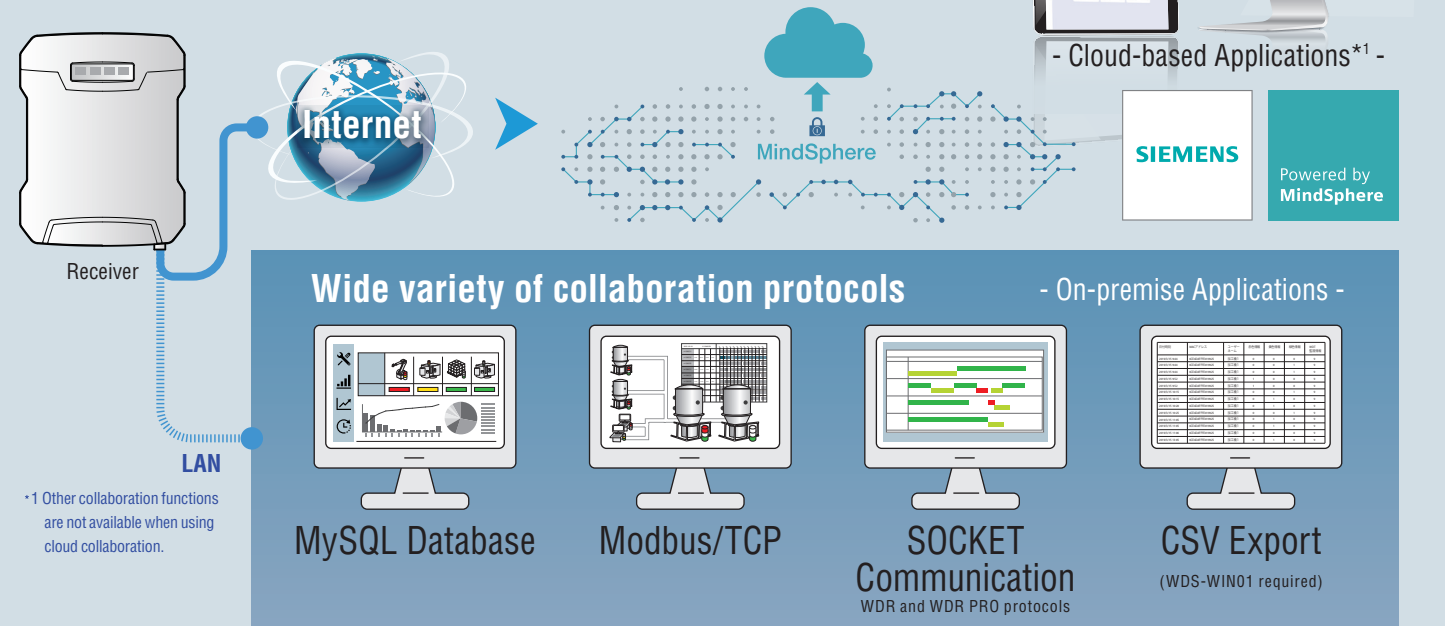 - Cloud-based Applications*1 -
Internet
MindSphere
SIEMENS
Powered by
MindSphere
Receiver
Wide variety of collaboration protocols
- On-premise Applications -
LAN
*1 Other collaboration functions
are not available when using
cloud collaboration.
MySQL Database
Modbus/TCP
SOCKET
Communication
WDR and WDR PRO protocols
CSV Export
(WDS-WIN01 required)